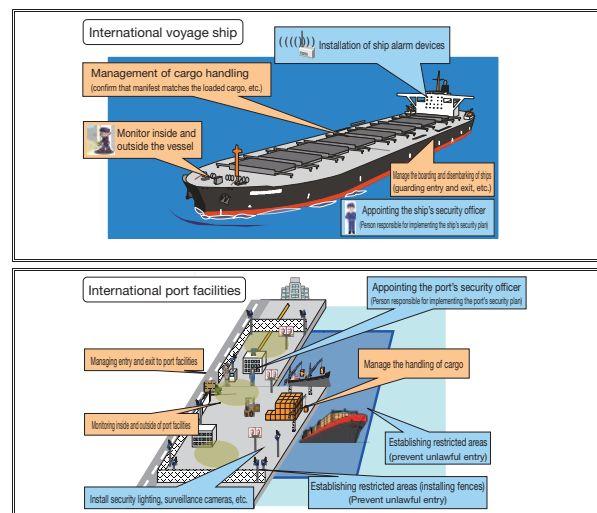 International voyage ship
Installation of ship alarm devices
Management of cargo handling
(confirm that manifest matches the loaded cargo, etc.)
Monitor inside and
outside the vessel
Manage the boarding and disembarking of ships
(guarding entry and exit, etc.)
Appointing the ship's security officer
(Person responsible for implementing the ship's security plan)
International port facilities
Appointing the port's security officer
(Person responsible for implementing the port's security plan)
Managing entry and exit to port facilities
Manage the handling of cargo
Monitoring inside and outside of port facilities
Establishing restricted areas
(prevent unlawful entry)
Install security lighting, surveillance cameras, etc.
Establishing restricted areas (installing fences)
(Prevent unlawful entry)